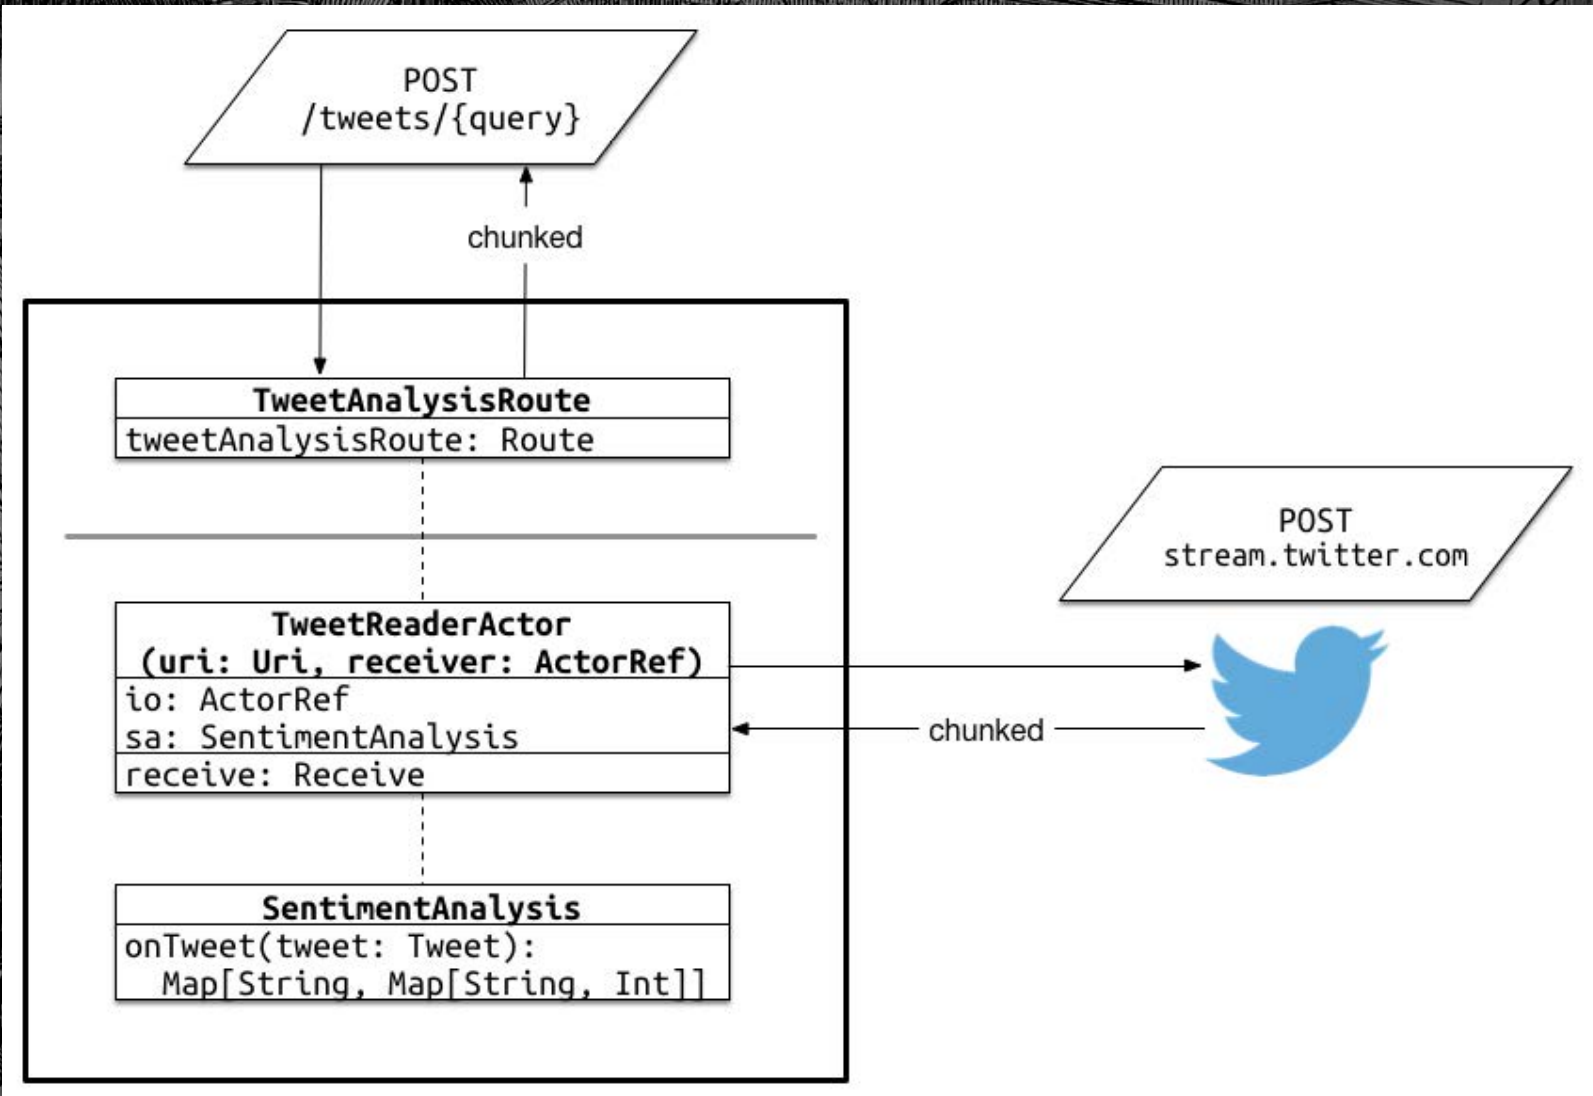 POST
/tweets/{query}
chunked
TweetAnalysisRoute
tweetAnalysisRoute: Route
POST
stream.twitter.com
TweetReaderActor
(uri: Uri, receiver: ActorRef)
io: ActorRef
sa: SentimentAnalysis
receive: Receive
chunked
SentimentAnalysis
onTweet(tweet: Tweet):
Map[String, Map[String, Int]]